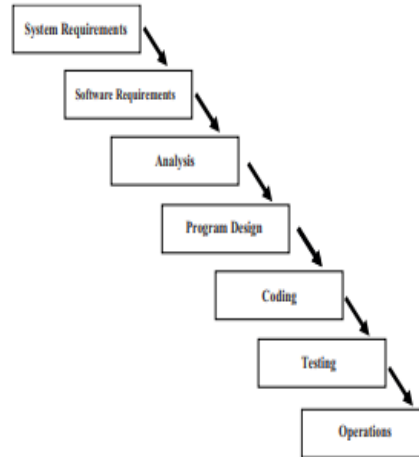 System Requirements
Software Requirements
Analysis
Program Design
Coding
Testing
Operations